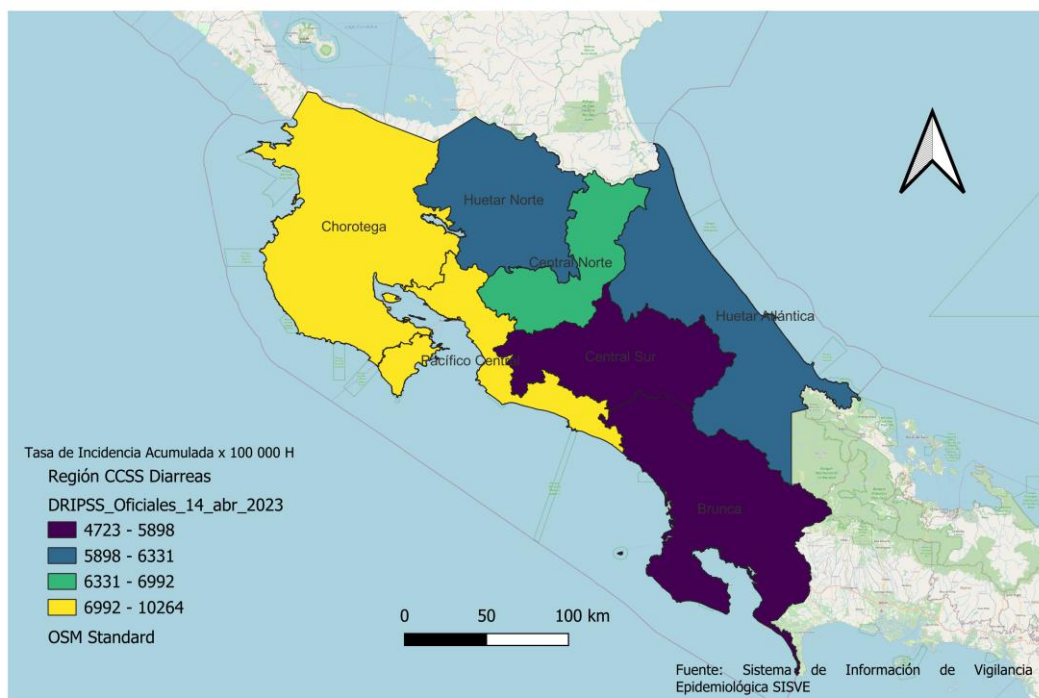 Huetar Norte
Chorotega
Central Norte
Huetar Atlántica
Pacífico Central
Central Sur
Brunca
Tasa de Incidencia Acumulada x 100 000 H
Región CCSS Diarreas
DRIPSS_Oficiales_14_abr_2023
4723 - 5898
5898 - 6331
6331 - 6992
6992 - 10264
OSM Standard
0 50 100 km
Fuente: Sistema de Información de Vigilancia
Epidemiológica SISVE